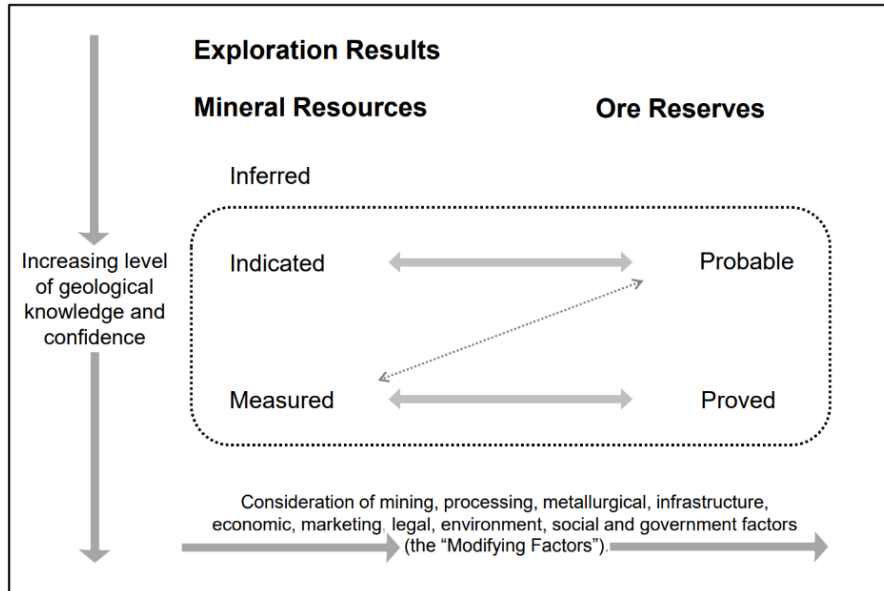 Exploration Results
Mineral Resources
Ore Reserves
Inferred
Increasing level
of geological
knowledge and
confidence
Indicated
Probable
Measured
Proved
Consideration of mining, processing, metallurgical, infrastructure,
economic, marketing, legal, environment, social and government factors
(the “Modifying Factors”).